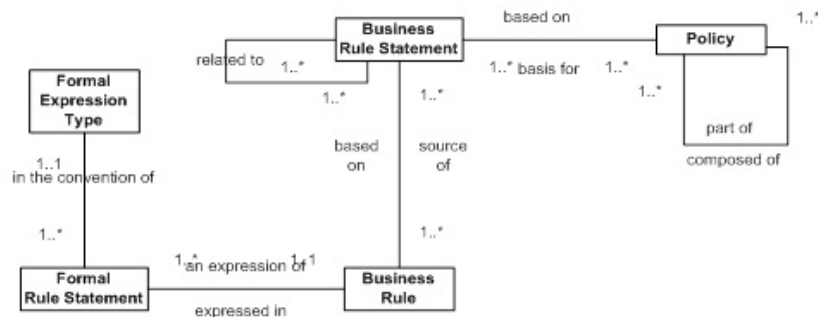 based on
1..*
Business
Rule Statement
Policy
related to
1..*
1..*
basis for
1..*
1..*
1..*
1..*
Formal
Expression
Type
part of
composed of
based
on
source
of
1..1
in the convention of
1..*
1..*
1..*
an expression of
1..1
Formal
Rule Statement
Business
Rule
expressed in